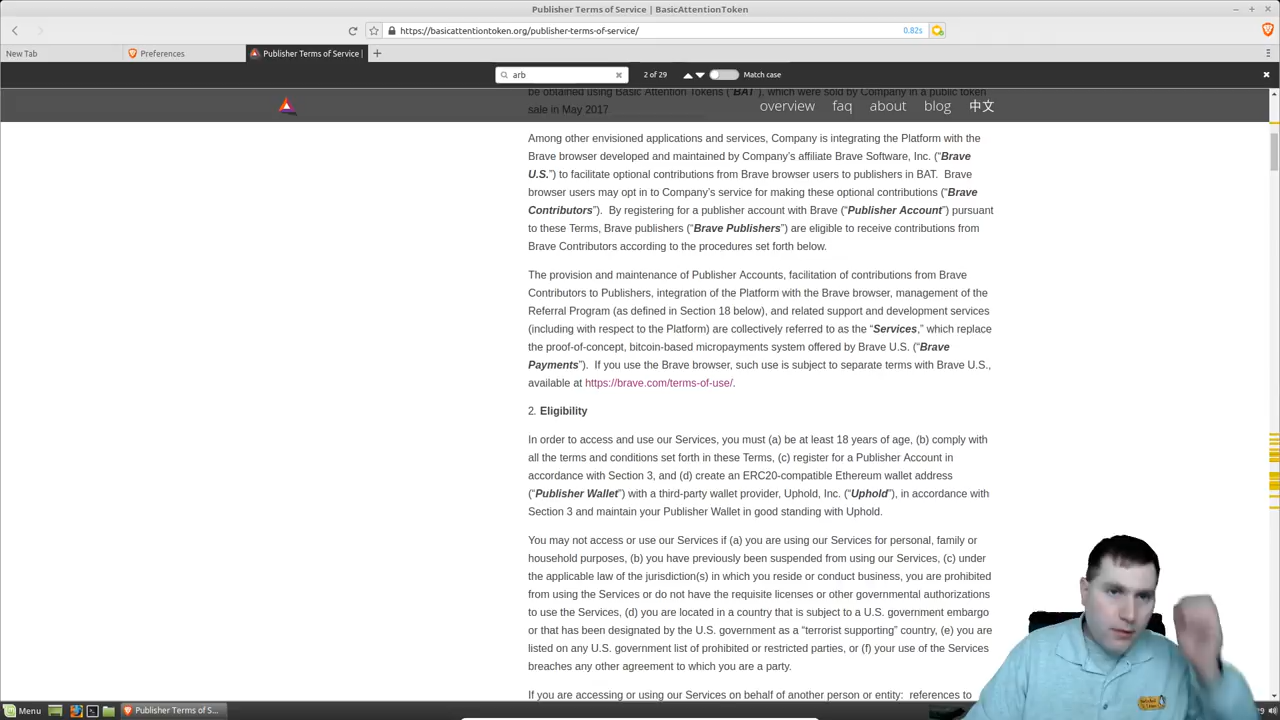 Publisher Terms of Service | BasicAttentionToken
https://basicattentiontoken.org/publisher-terms-of-service/
0.82s
New Tab
Preferences
Publisher Terms of Service |
arb
2 of 29
Match case
be obtained using Basic Attention Tokens (“BAT”), which were sold by Company in a public token
sale in May 2017
overview
faq
about
blog
中文
Among other envisioned applications and services, Company is integrating the Platform with the
Brave browser developed and maintained by Company’s affiliate Brave Software, Inc. (“Brave
U.S.”) to facilitate optional contributions from Brave browser users to publishers in BAT. Brave
browser users may opt in to Company’s service for making these optional contributions (“Brave
Contributors”). By registering for a publisher account with Brave (“Publisher Account”) pursuant
to these Terms, Brave publishers (“Brave Publishers”) are eligible to receive contributions from
Brave Contributors according to the procedures set forth below.
The provision and maintenance of Publisher Accounts, facilitation of contributions from Brave
Contributors to Publishers, integration of the Platform with the Brave browser, management of the
Referral Program (as defined in Section 18 below), and related support and development services
(including with respect to the Platform) are collectively referred to as the “Services,” which replace
the proof-of-concept, bitcoin-based micropayments system offered by Brave U.S. (“Brave
Payments”). If you use the Brave browser, such use is subject to separate terms with Brave U.S.,
available at https://brave.com/terms-of-use/.
2. Eligibility
In order to access and use our Services, you must (a) be at least 18 years of age, (b) comply with
all the terms and conditions set forth in these Terms, (c) register for a Publisher Account in
accordance with Section 3, and (d) create an ERC20-compatible Ethereum wallet address
(“Publisher Wallet”) with a third-party wallet provider, Uphold, Inc. (“Uphold”), in accordance with
Section 3 and maintain your Publisher Wallet in good standing with Uphold.
You may not access or use our Services if (a) you are using our Services for personal, family or
household purposes, (b) you have previously been suspended from using our Services, (c) under
the applicable law of the jurisdiction(s) in which you reside or conduct business, you are prohibited
from using the Services or do not have the requisite licenses or other governmental authorizations
to use the Services, (d) you are located in a country that is subject to a U.S. government embargo
or that has been designated by the U.S. government as a “terrorist supporting” country, (e) you are
listed on any U.S. government list of prohibited or restricted parties, or (f) your use of the Services
breaches any other agreement to which you are a party.
If you are accessing or using our Services on behalf of another person or entity: references to
Menu
Publisher Terms of S...